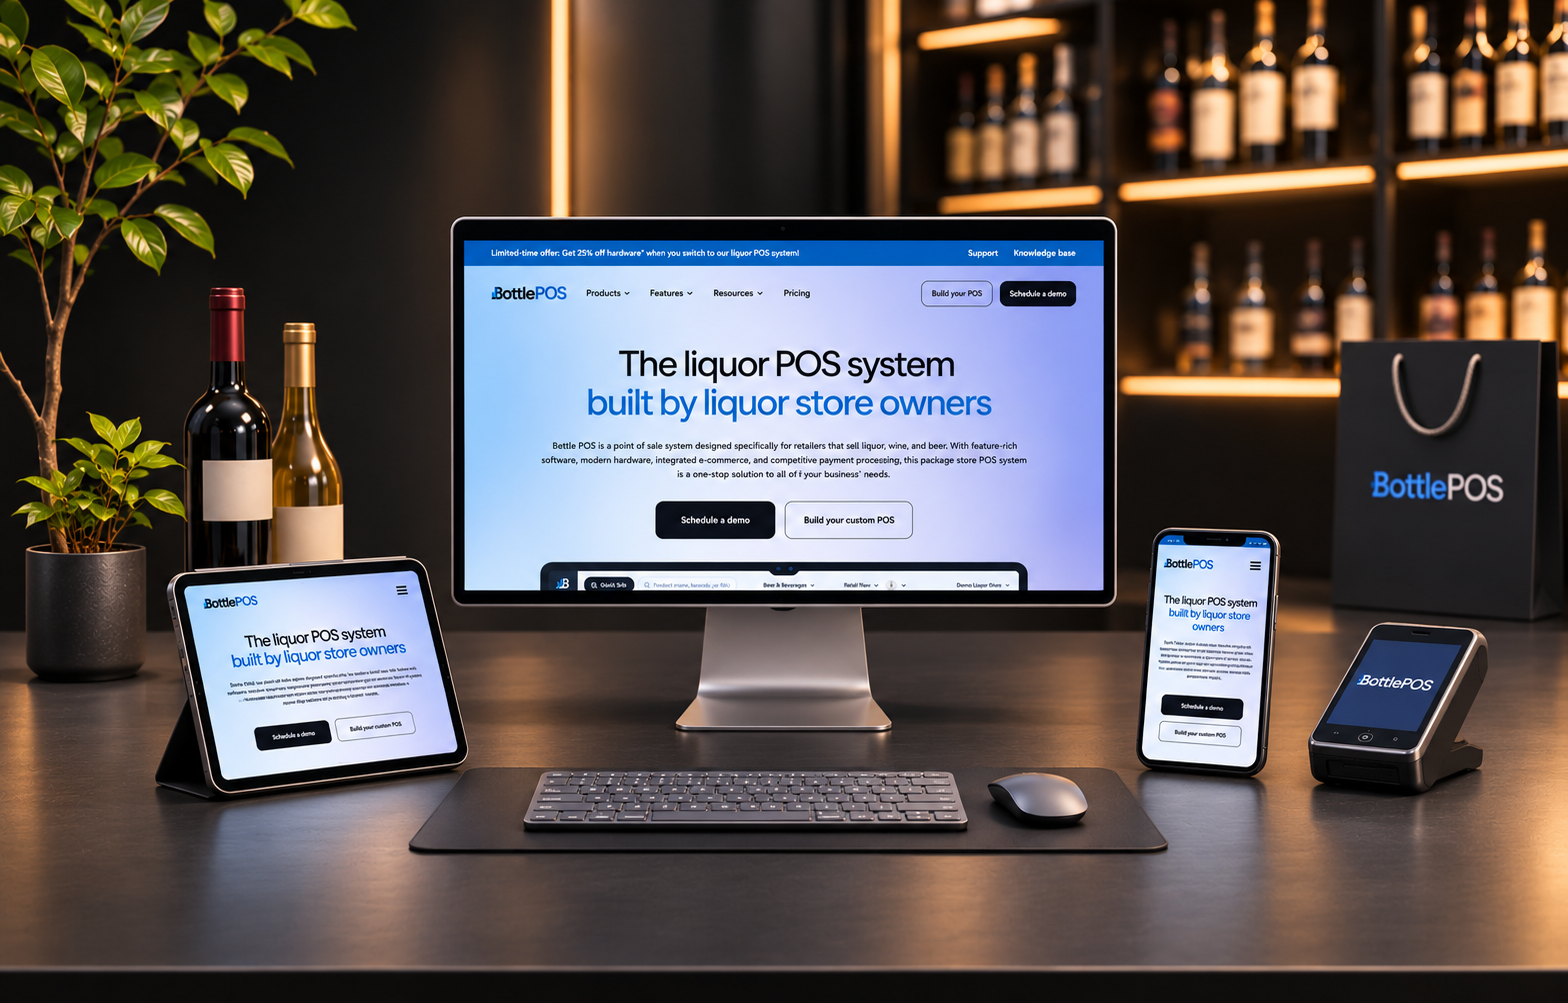 Limited-time offer: Get 25% off hardware* when you switch to our liquor POS system!
Support
Knowledge base
BottlePOS
Products
Features
Resources
Pricing
Build your POS
Schedule a demo
The liquor POS system
built by liquor store owners
Bottle POS is a point of sale system designed specifically for retailers that sell liquor, wine, and beer. With feature-rich
software, modern hardware, integrated e-commerce, and competitive payment processing, this package store POS system
is a one-stop solution to all of your business' needs.
Schedule a demo
Build your custom POS
B
Beer & Beverages
BottlePOS
The liquor POS system
built by liquor store owners
Schedule a demo
Build your custom POS
BottlePOS
The liquor POS system
built by liquor store
owners
Schedule a demo
Build your custom POS
BottlePOS
BottlePOS